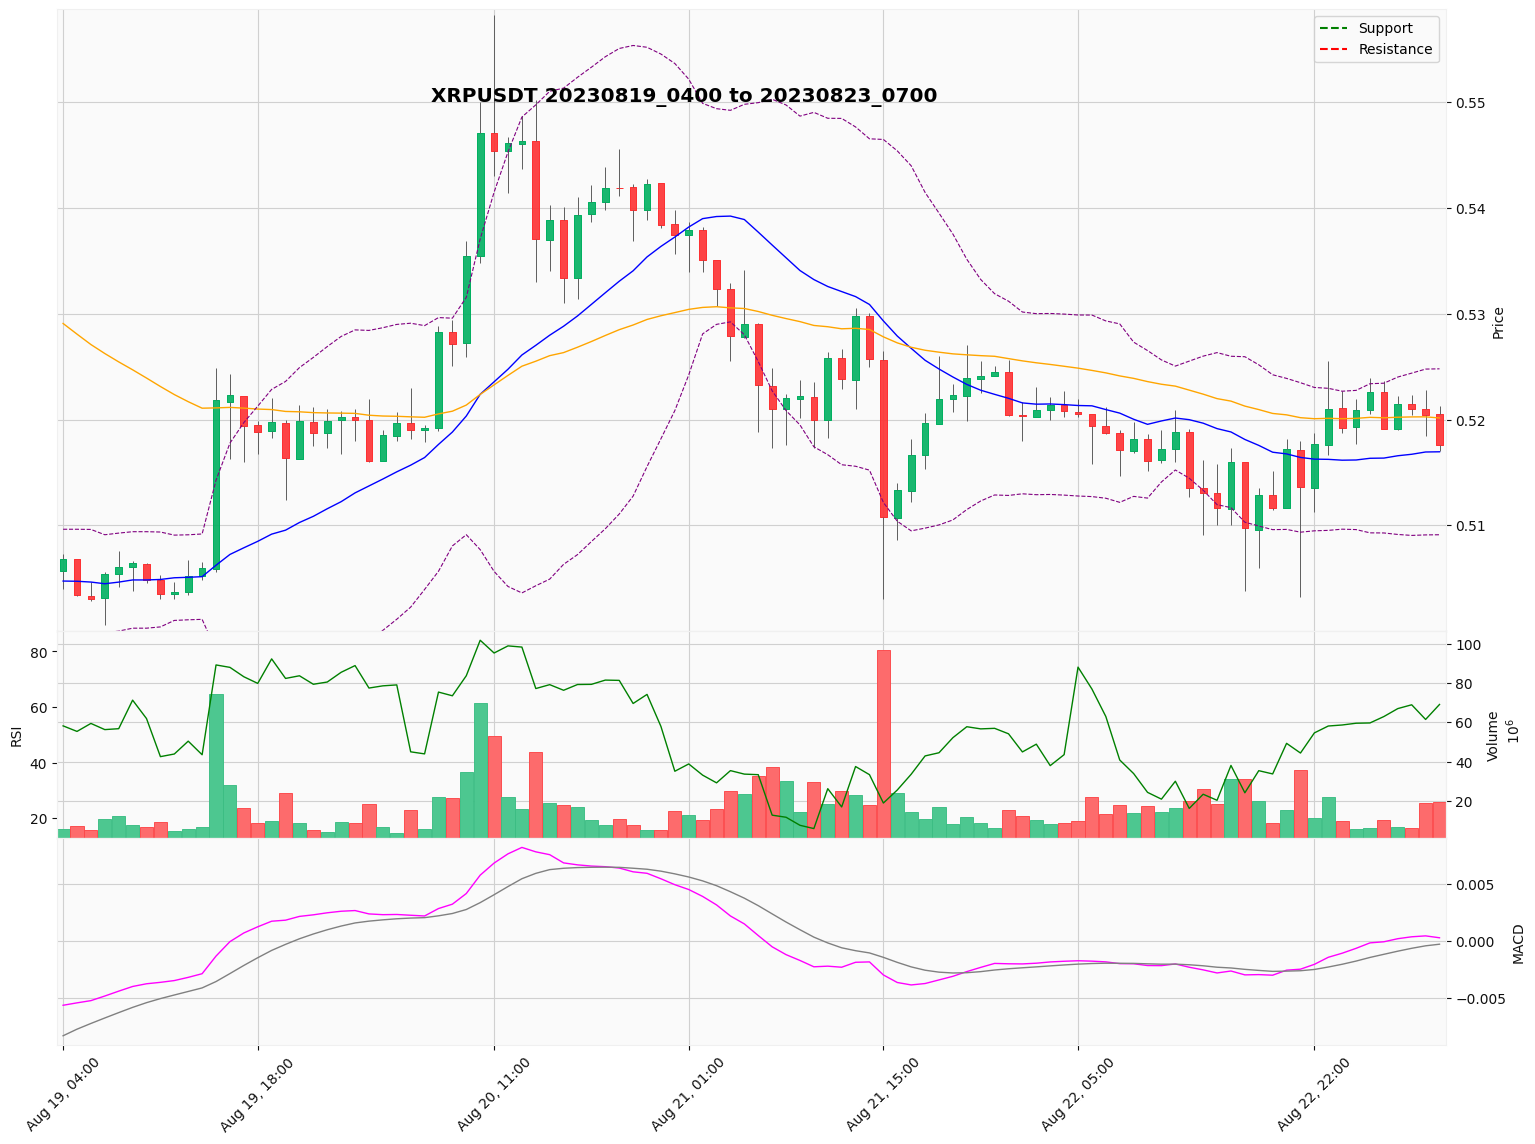 Support
Resistance
XRPUSDT 20230819_0400 to 20230823_0700
0.55
0.54
0.53
0.52
0.51
Price
80
60
40
20
RSI
100
80
60
40
20
Volume
10^6
0.005
0.000
−0.005
MACD
Aug 19, 04:00
Aug 19, 18:00
Aug 20, 11:00
Aug 21, 01:00
Aug 21, 15:00
Aug 22, 05:00
Aug 22, 22:00